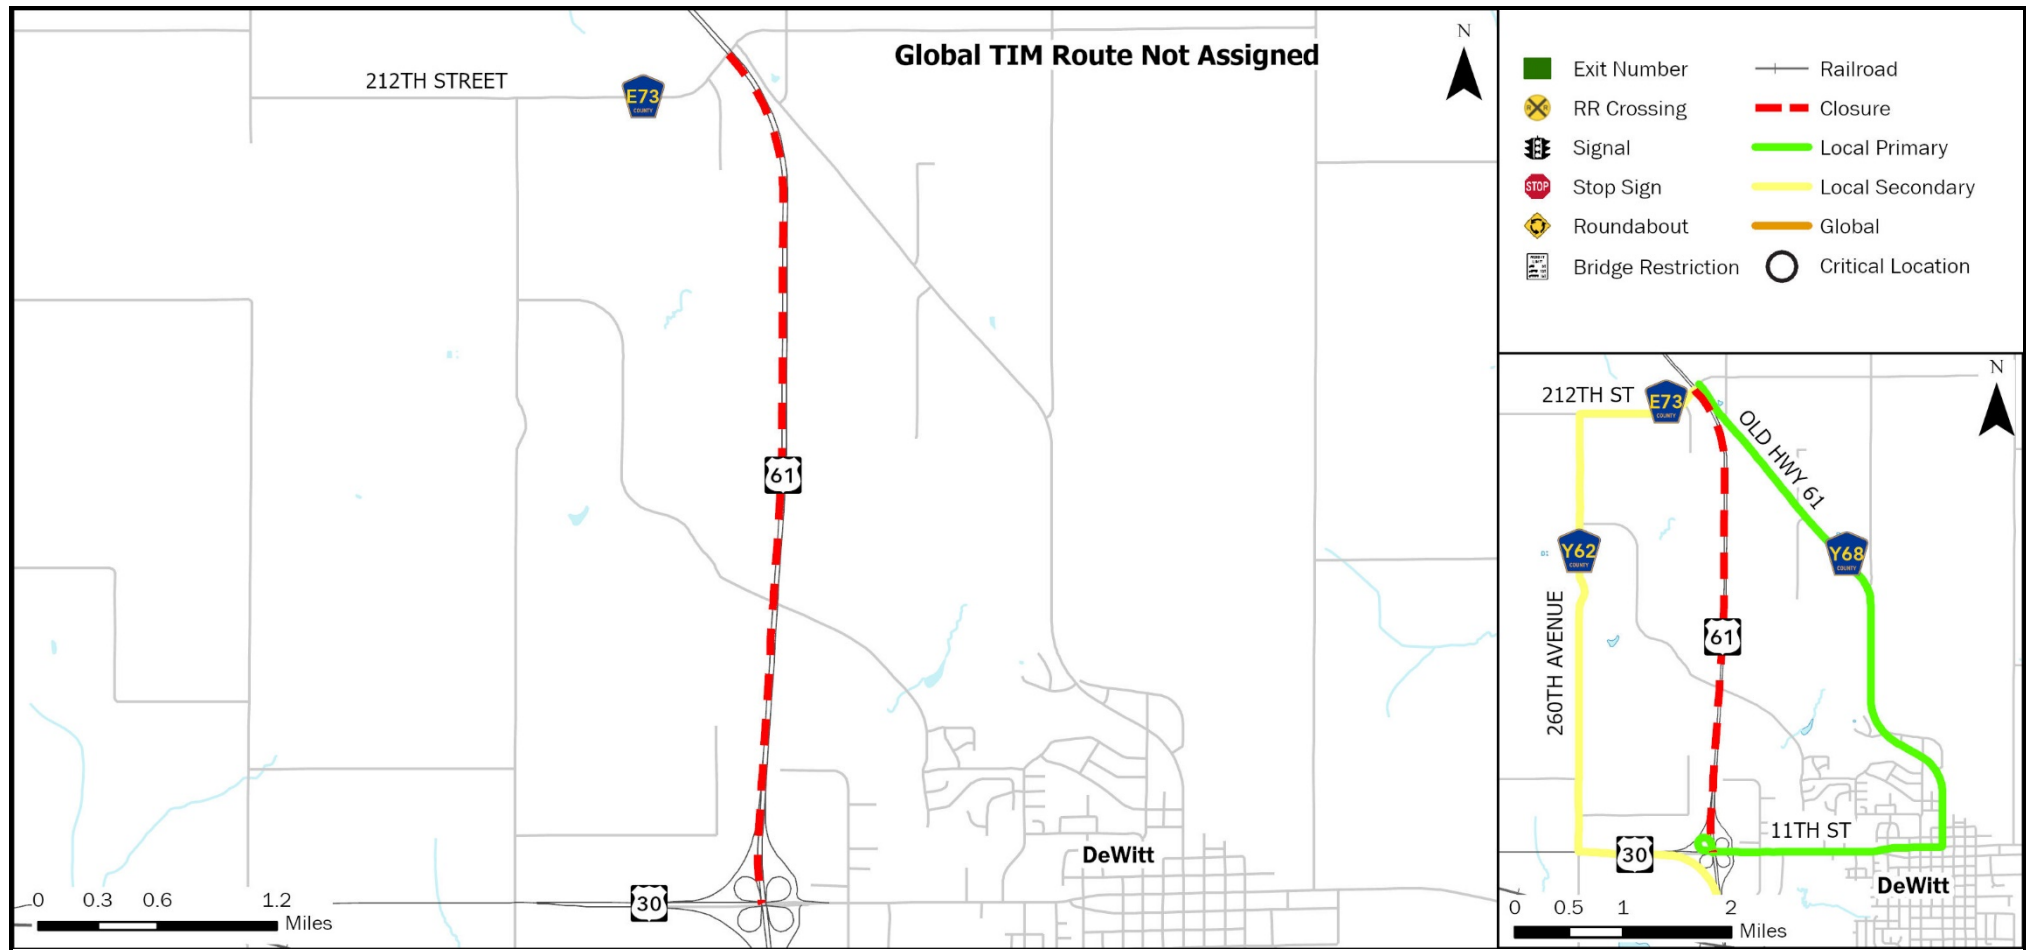 Global TIM Route Not Assigned
N
212TH STREET
E73
COUNTY
61
DeWitt
30
0 0.3 0.6 1.2
Miles
Exit Number
RR Crossing
Signal
STOP
Stop Sign
Roundabout
Bridge Restriction
Railroad
Closure
Local Primary
Local Secondary
Global
Critical Location
N
212TH ST
E73
COUNTY
OLD HWY 61
Y62
COUNTY
Y68
COUNTY
260TH AVENUE
61
11TH ST
30
DeWitt
0 0.5 1 2
Miles